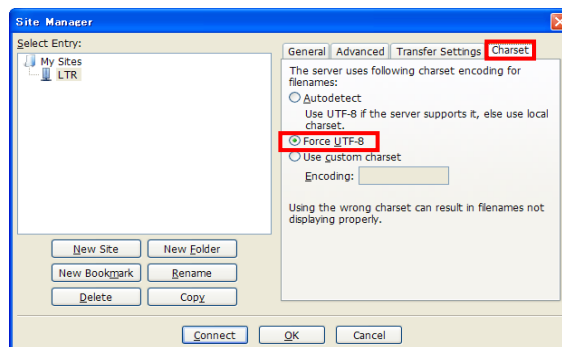 Site Manager
Select Entry:
My Sites
LTR
New Site
New Folder
New Bookmark
Rename
Delete
Copy
General
Advanced
Transfer Settings
Charset
The server uses following charset encoding for
filenames:
Autodetect
Use UTF-8 if the server supports it, else use local
charset.
Force UTF-8
Use custom charset
Encoding:
Using the wrong charset can result in filenames not
displaying properly.
Connect
OK
Cancel